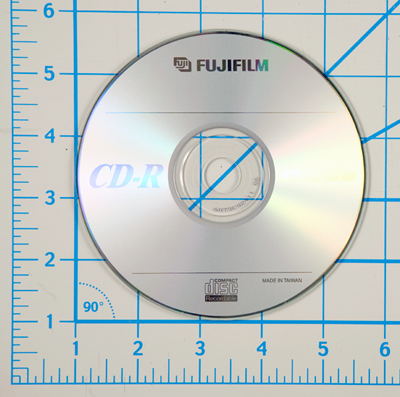 6
FUJI FUJIFILM
5
4
CD-R
3
2
COMPACT
disc
Recordable
MADE IN TAIWAN
90°
1
1 2 3 4 5 6